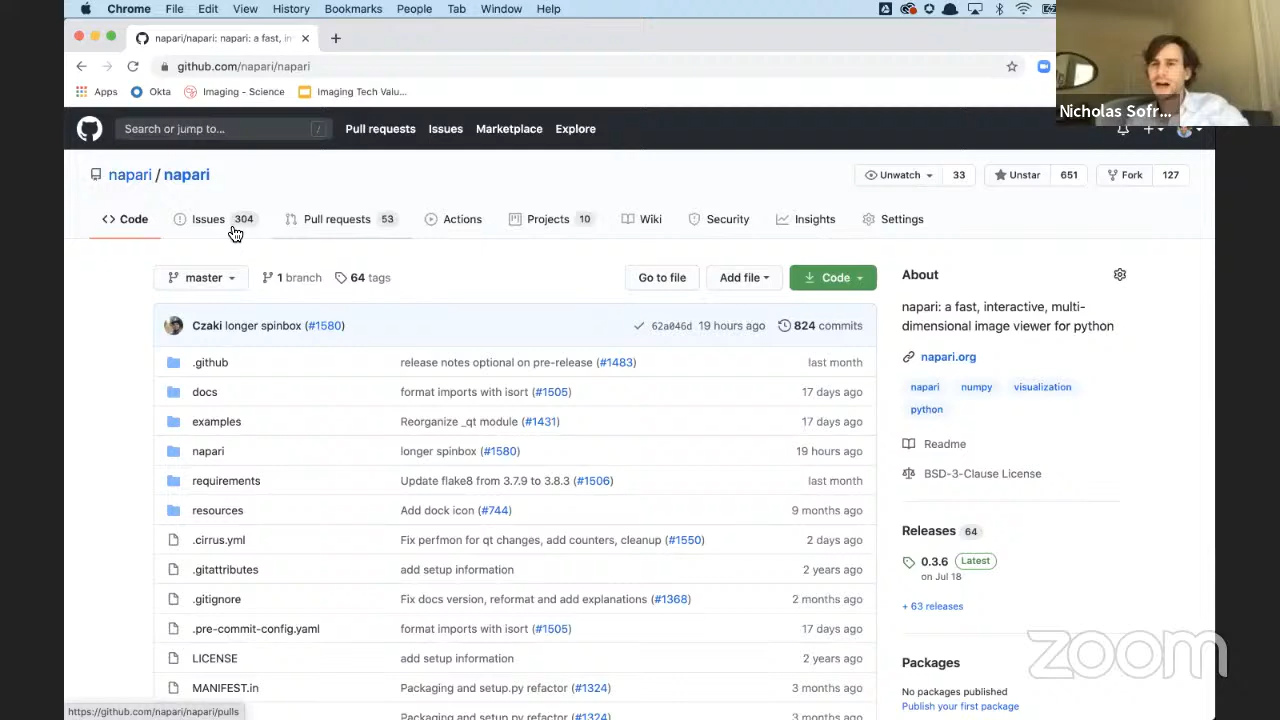 Chrome File Edit View History Bookmarks People Tab Window Help
napari/napari: napari: a fast, in
github.com/napari/napari
Apps Okta Imaging - Science Imaging Tech Valu...
Nicholas Sofr...
Search or jump to... /
Pull requests Issues Marketplace Explore
napari / napari
Unwatch 33 Unstar 651 Fork 127
Code Issues 304 Pull requests 53 Actions Projects 10 Wiki Security Insights Settings
master 1 branch 64 tags Go to file Add file Code
Czaki longer spinbox (#1580) 62a046d 19 hours ago 824 commits
.github release notes optional on pre-release (#1483) last month
docs format imports with isort (#1505) 17 days ago
examples Reorganize _qt module (#1431) 17 days ago
napari longer spinbox (#1580) 19 hours ago
requirements Update flake8 from 3.7.9 to 3.8.3 (#1506) last month
resources Add dock icon (#744) 9 months ago
.cirrus.yml Fix perfmon for qt changes, add counters, cleanup (#1550) 2 days ago
.gitattributes add setup information 2 years ago
.gitignore Fix docs version, reformat and add explanations (#1368) 2 months ago
.pre-commit-config.yaml format imports with isort (#1505) 17 days ago
LICENSE add setup information 2 years ago
MANIFEST.in Packaging and setup.py refactor (#1324) 3 months ago
Packaging and setup.py refactor (#1324) 3 months ago
About
napari: a fast, interactive, multi-
dimensional image viewer for python
napari.org
napari numpy visualization
python
Readme
BSD-3-Clause License
Releases 64
0.3.6 Latest
on Jul 18
+ 63 releases
Packages
No packages published
Publish your first package
zoom
https://github.com/napari/napari/pulls